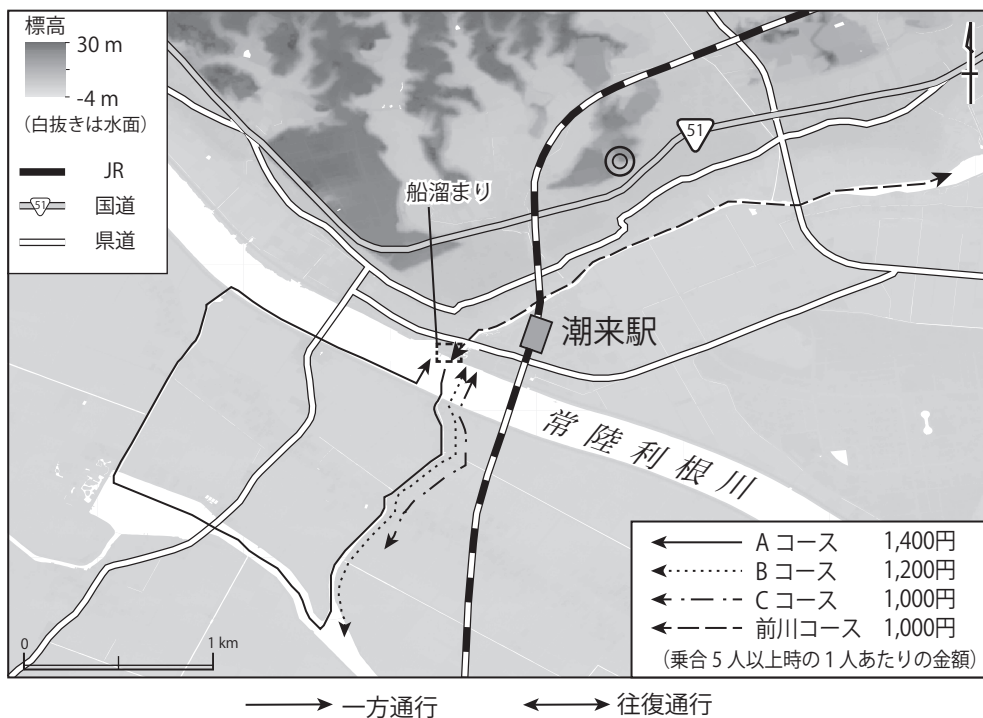 標高
30 m
-4 m
(白抜きは水面)
JR
51
国道
県道
船溜まり
51
潮来駅
常陸利根川
A コース 1,400円
B コース 1,200円
C コース 1,000円
前川コース 1,000円
(乗合 5 人以上時の 1 人あたりの金額)
0 1 km
一方通行 往復通行